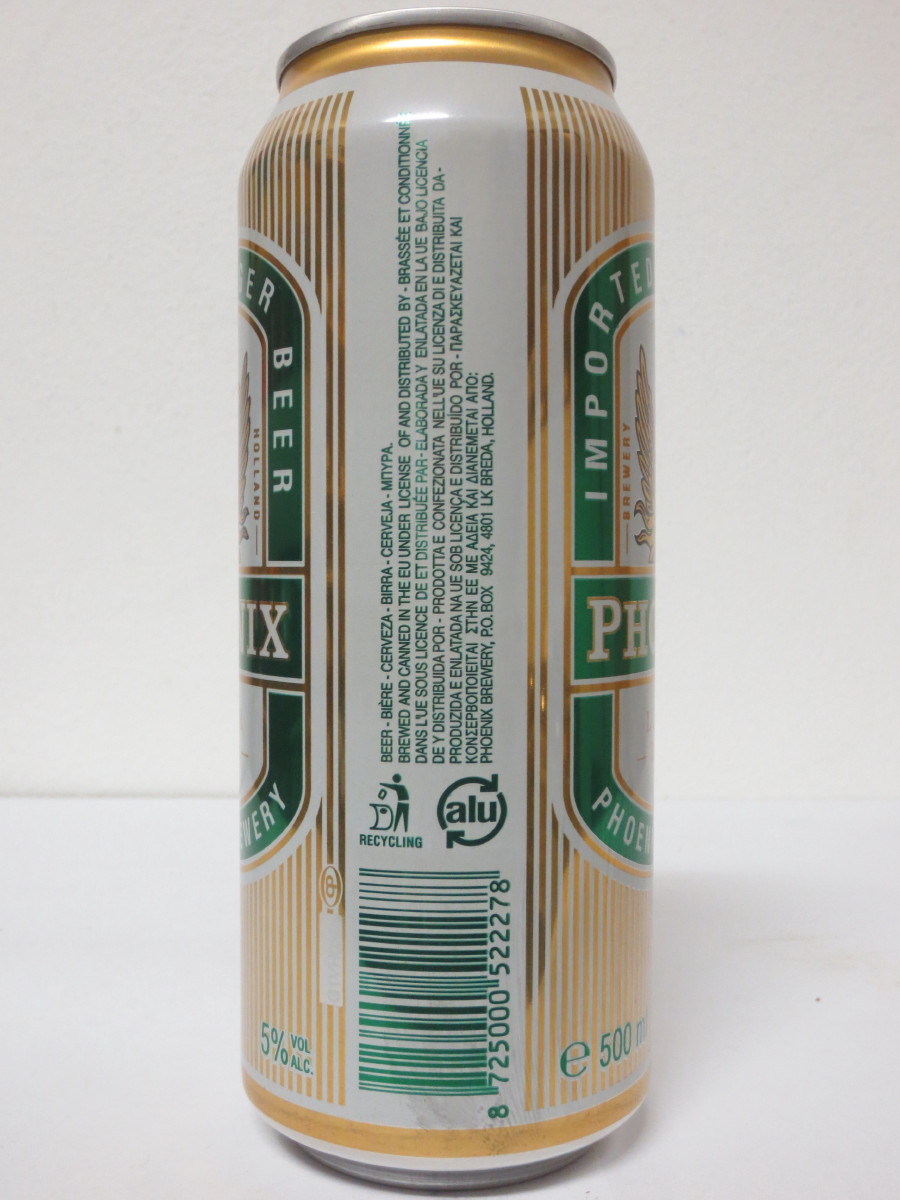 BEER - BIÈRE - CERVEZA - BIRRA - CERVEJA - ΜΠΥΡΑ.
BREWED AND CANNED IN THE EU UNDER LICENSE OF AND DISTRIBUTED BY - BRASSÉE ET CONDITIONNÉE
DANS L'UE SOUS LICENCE DE ET DISTRIBUÉE PAR - ELABORADA Y ENLATADA EN LA UE BAJO LICENCIA
DE Y DISTRIBUIDA POR - PRODOTTA E CONFEZIONATA NELL'UE SU LICENZA DI E DISTRIBUITA DA -
PRODUZIDA E ENLATADA NA UE SOB LICENÇA E DISTRIBUÍDO POR - ΠΑΡΑΣΚΕΥΑΖΕΤΑΙ ΚΑΙ
ΚΟΝΣΕΡΒΟΠΟΙΕΙΤΑΙ ΣΤΗΝ ΕΕ ΜΕ ΑΔΕΙΑ ΚΑΙ ΔΙΑΝΕΜΕΤΑΙ ΑΠΟ:
PHOENIX BREWERY, P.O. BOX 9424, 4801 LK BREDA, HOLLAND.
RECYCLING
alu
8 725000 522278
GER BEER
HOLLAND
NIX
EWERY
5% VOL
ALC.
IMPORTED
BREWERY
PHO
PHOEN
e 500 ml